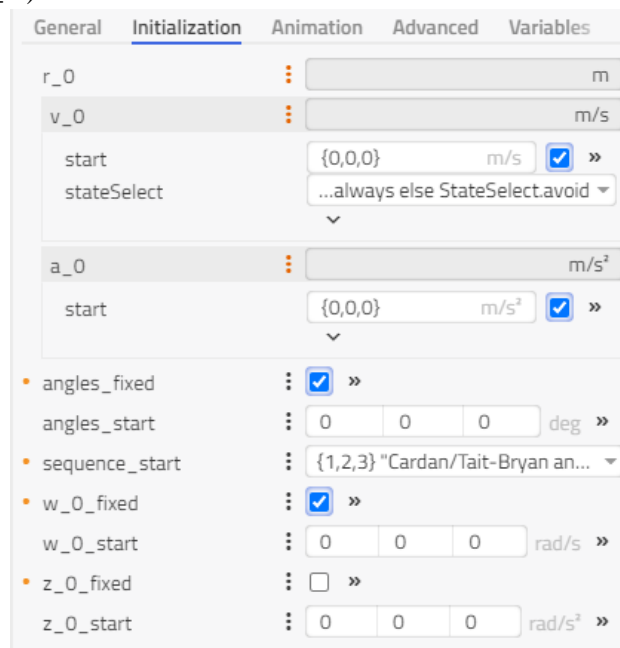 General Initialization Animation Advanced Variables
r_0 m
v_0 m/s
start {0,0,0} m/s »
stateSelect ...always else StateSelect.avoid
a_0 m/s²
start {0,0,0} m/s² »
angles_fixed »
angles_start 0 0 0 deg »
sequence_start {1,2,3} "Cardan/Tait-Bryan an...
w_0_fixed »
w_0_start 0 0 0 rad/s »
z_0_fixed »
z_0_start 0 0 0 rad/s² »